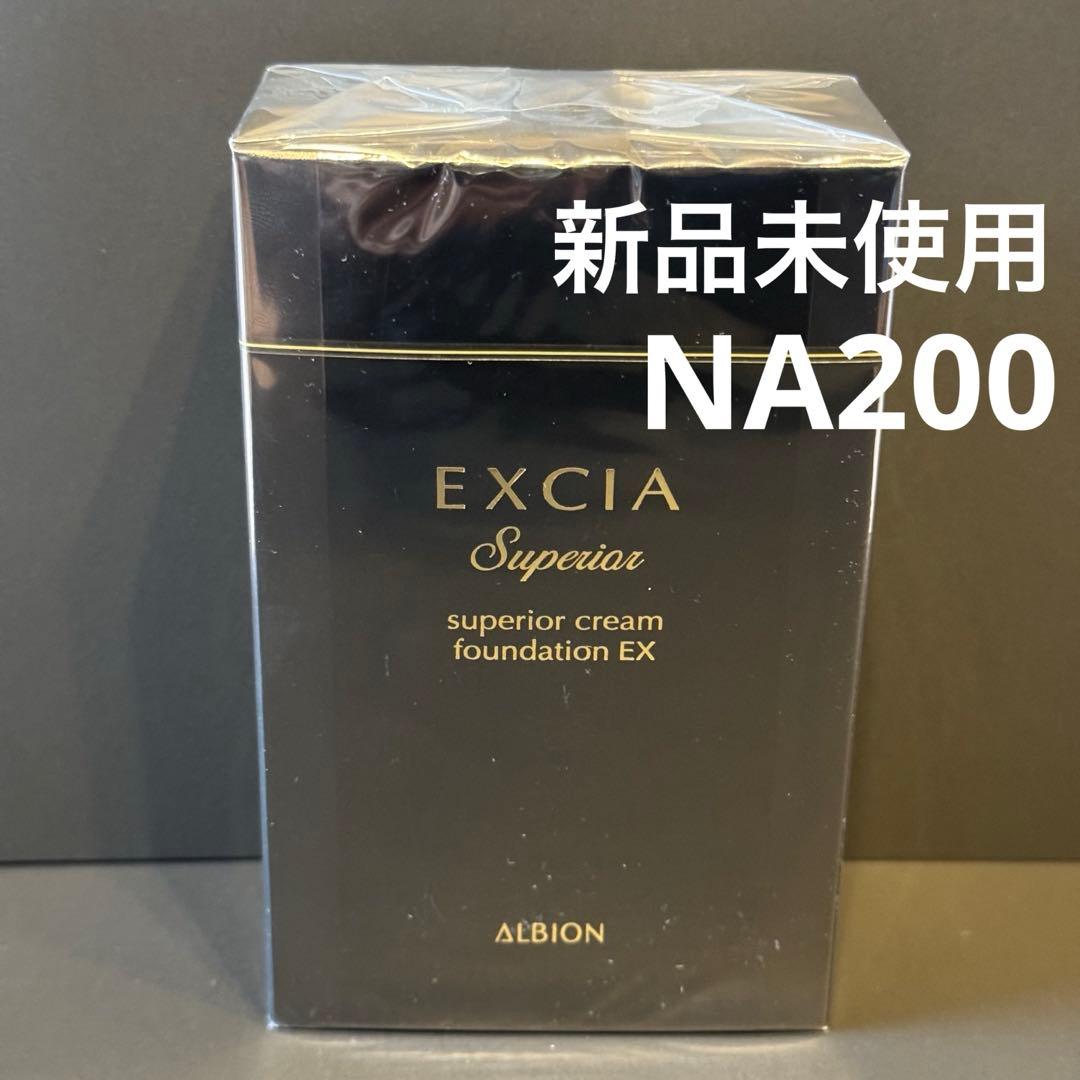 新品未使用
NA200
EXCIA
Superior
superior cream
foundation EX
ALBION